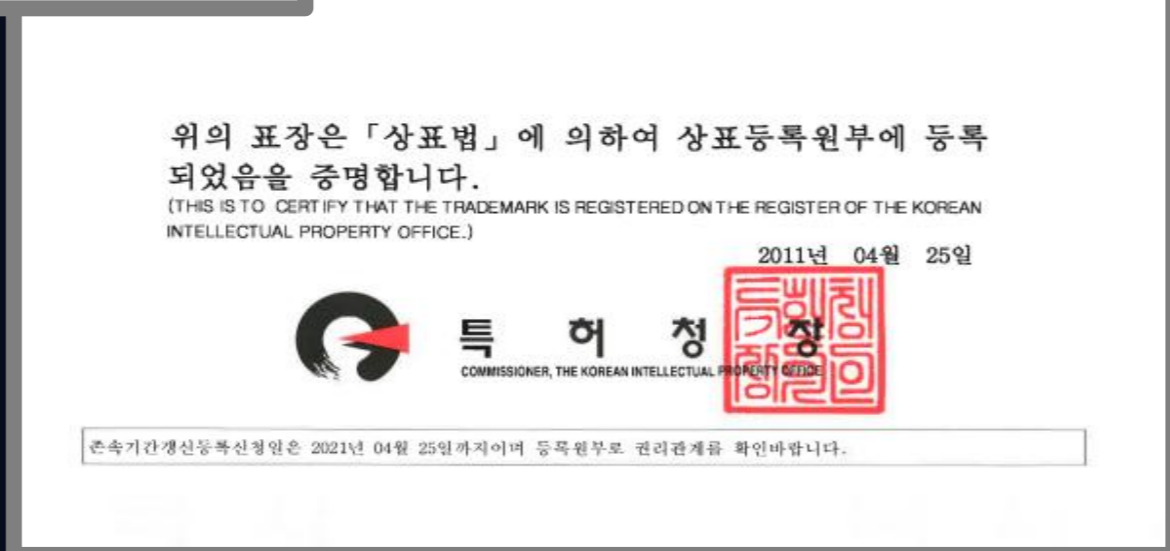 위의 표장은 「상표법」에 의하여 상표등록원부에 등록
되었음을 증명합니다.
(THIS IS TO CERTIFY THAT THE TRADEMARK IS REGISTERED ON THE REGISTER OF THE KOREAN
INTELLECTUAL PROPERTY OFFICE.)
2011년 04월 25일
특 허 청 장
COMMISSIONER, THE KOREAN INTELLECTUAL PROPERTY OFFICE
존속기간갱신등록신청일은 2021년 04월 25일까지이며 등록원부로 권리관계를 확인바랍니다.